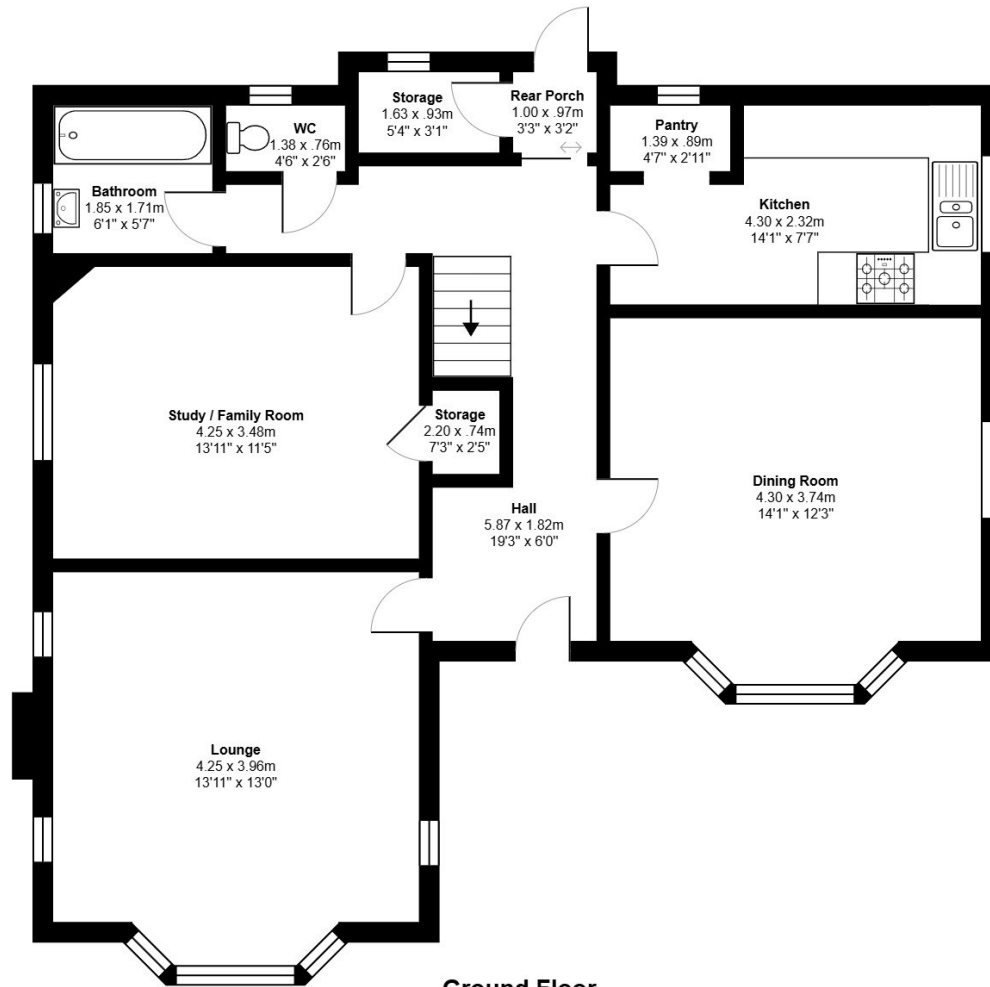 Storage
1.63 x .93m
5'4" x 3'1"
Rear Porch
1.00 x .97m
3'3" x 3'2"
WC
1.38 x .76m
4'6" x 2'6"
Pantry
1.39 x .89m
4'7" x 2'11"
Bathroom
1.85 x 1.71m
6'1" x 5'7"
Kitchen
4.30 x 2.32m
14'1" x 7'7"
Study / Family Room
4.25 x 3.48m
13'11" x 11'5"
Storage
2.20 x .74m
7'3" x 2'5"
Dining Room
4.30 x 3.74m
14'1" x 12'3"
Hall
5.87 x 1.82m
19'3" x 6'0"
Lounge
4.25 x 3.96m
13'11" x 13'0"
Ground Floor